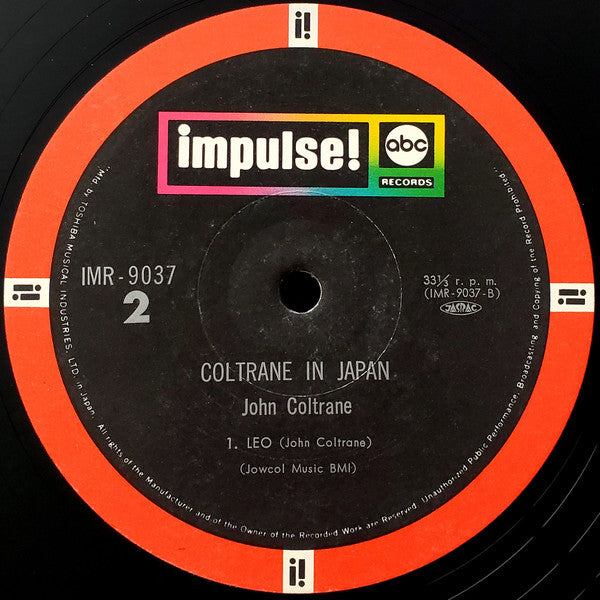 i!
impulse!
abc
RECORDS
IMR-9037
2
33⅓ r. p. m.
(IMR-9037-B)
JASRAC
i!
i!
COLTRANE IN JAPAN
John Coltrane
1. LEO (John Coltrane)
(Jowcol Music BMI)
"Mfd by TOSHIBA MUSICAL INDUSTRIES, LTD. in Japan. All rights of the Manufacturer and of the Owner of the Recorded Work are Reserved. Unauthorized Public Performance, Broadcasting and Copying of the Record Prohibited"
i!